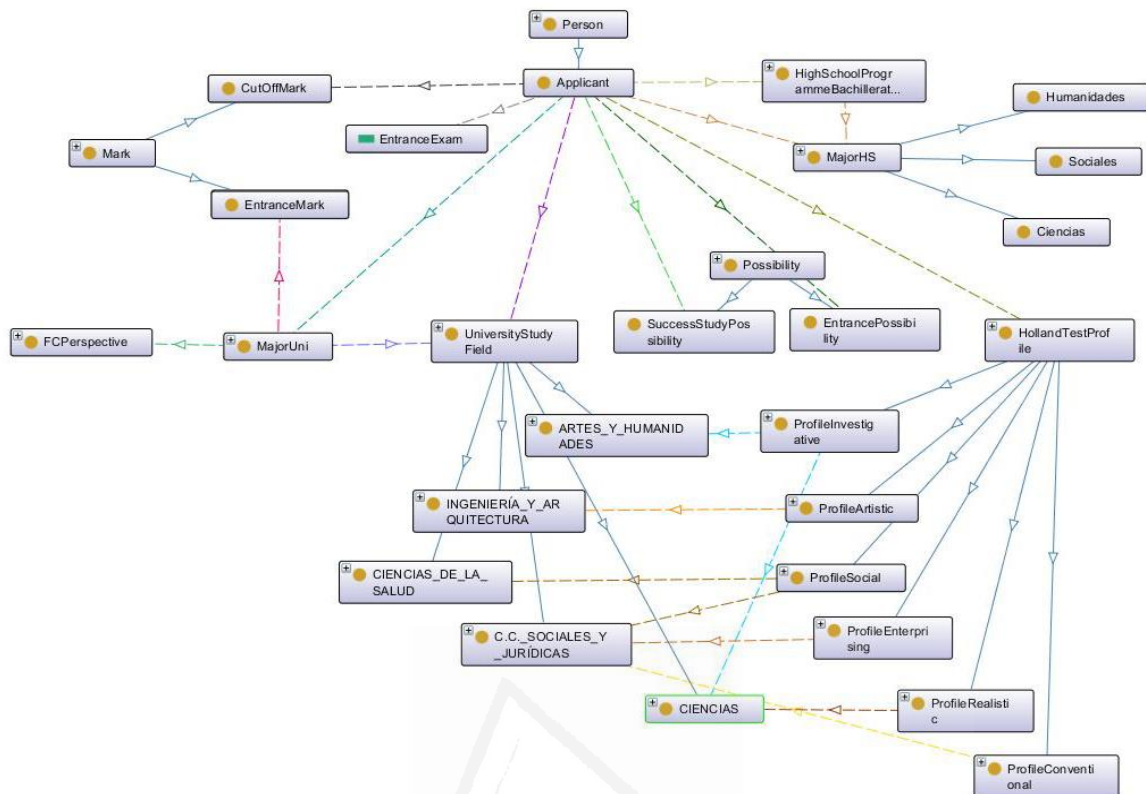 Person
CutOffMark
Applicant
HighSchoolProgr
ammeBachillerat...
Humanidades
EntranceExam
Mark
MajorHS
Sociales
EntranceMark
Ciencias
Possibility
FCPerspective
MajorUni
UniversityStudy
Field
SuccessStudyPos
sibility
EntrancePossibi
lity
HollandTestProf
ile
ARTES_Y_HUMANID
ADES
ProfileInvestig
ative
INGENIERÍA_Y_AR
QUITECTURA
ProfileArtistic
CIENCIAS_DE_LA_
SALUD
ProfileSocial
C.C._SOCIALES_Y
_JURÍDICAS
ProfileEnterpri
sing
CIENCIAS
ProfileRealisti
c
ProfileConventi
onal